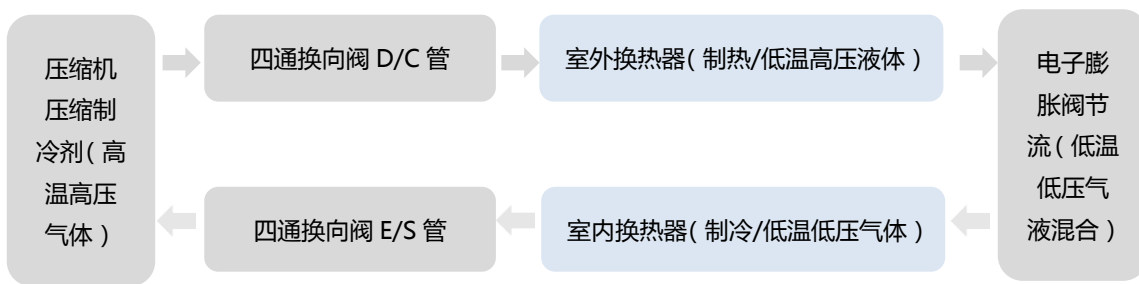 压缩机
压缩制
冷剂（高
温高压
气体）
四通换向阀 D/C 管
室外换热器（制热/低温高压液体）
电子膨
胀阀节
流（低温
低压气
液混合）
四通换向阀 E/S 管
室内换热器（制冷/低温低压气体）